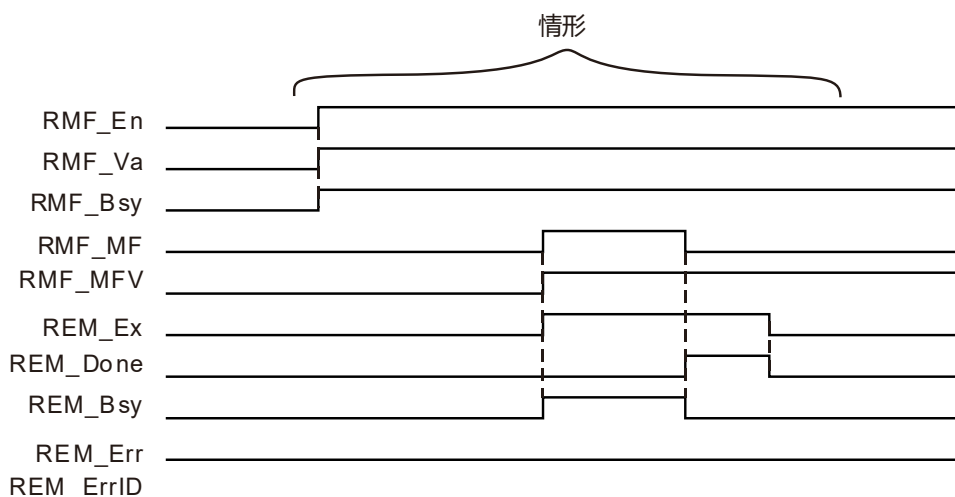 情形
RMF_En
RMF_Va
RMF_Bsy
RMF_MF
RMF_MFV
REM_Ex
REM_Done
REM_Bsy
REM_Err
REM_ErrID